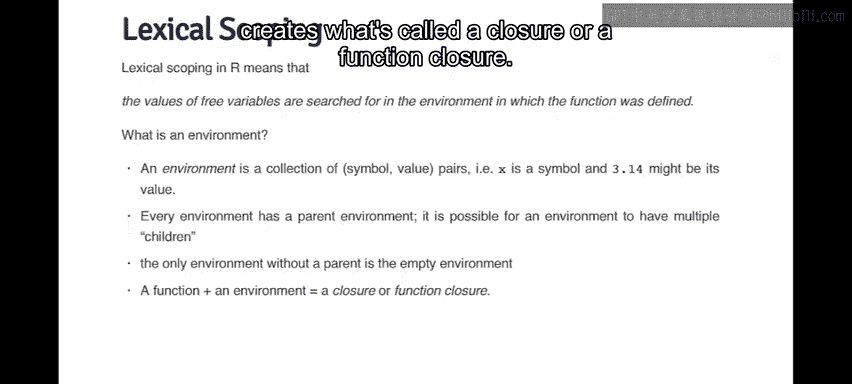 Lexical Scoping
creates what's called a closure or a
function closure.
Lexical scoping in R means that
the values of free variables are searched for in the environment in which the function was defined.
What is an environment?
· An environment is a collection of (symbol, value) pairs, i.e. x is a symbol and 3.14 might be its
value.
· Every environment has a parent environment; it is possible for an environment to have multiple
“children”
· the only environment without a parent is the empty environment
· A function + an environment = a closure or function closure.